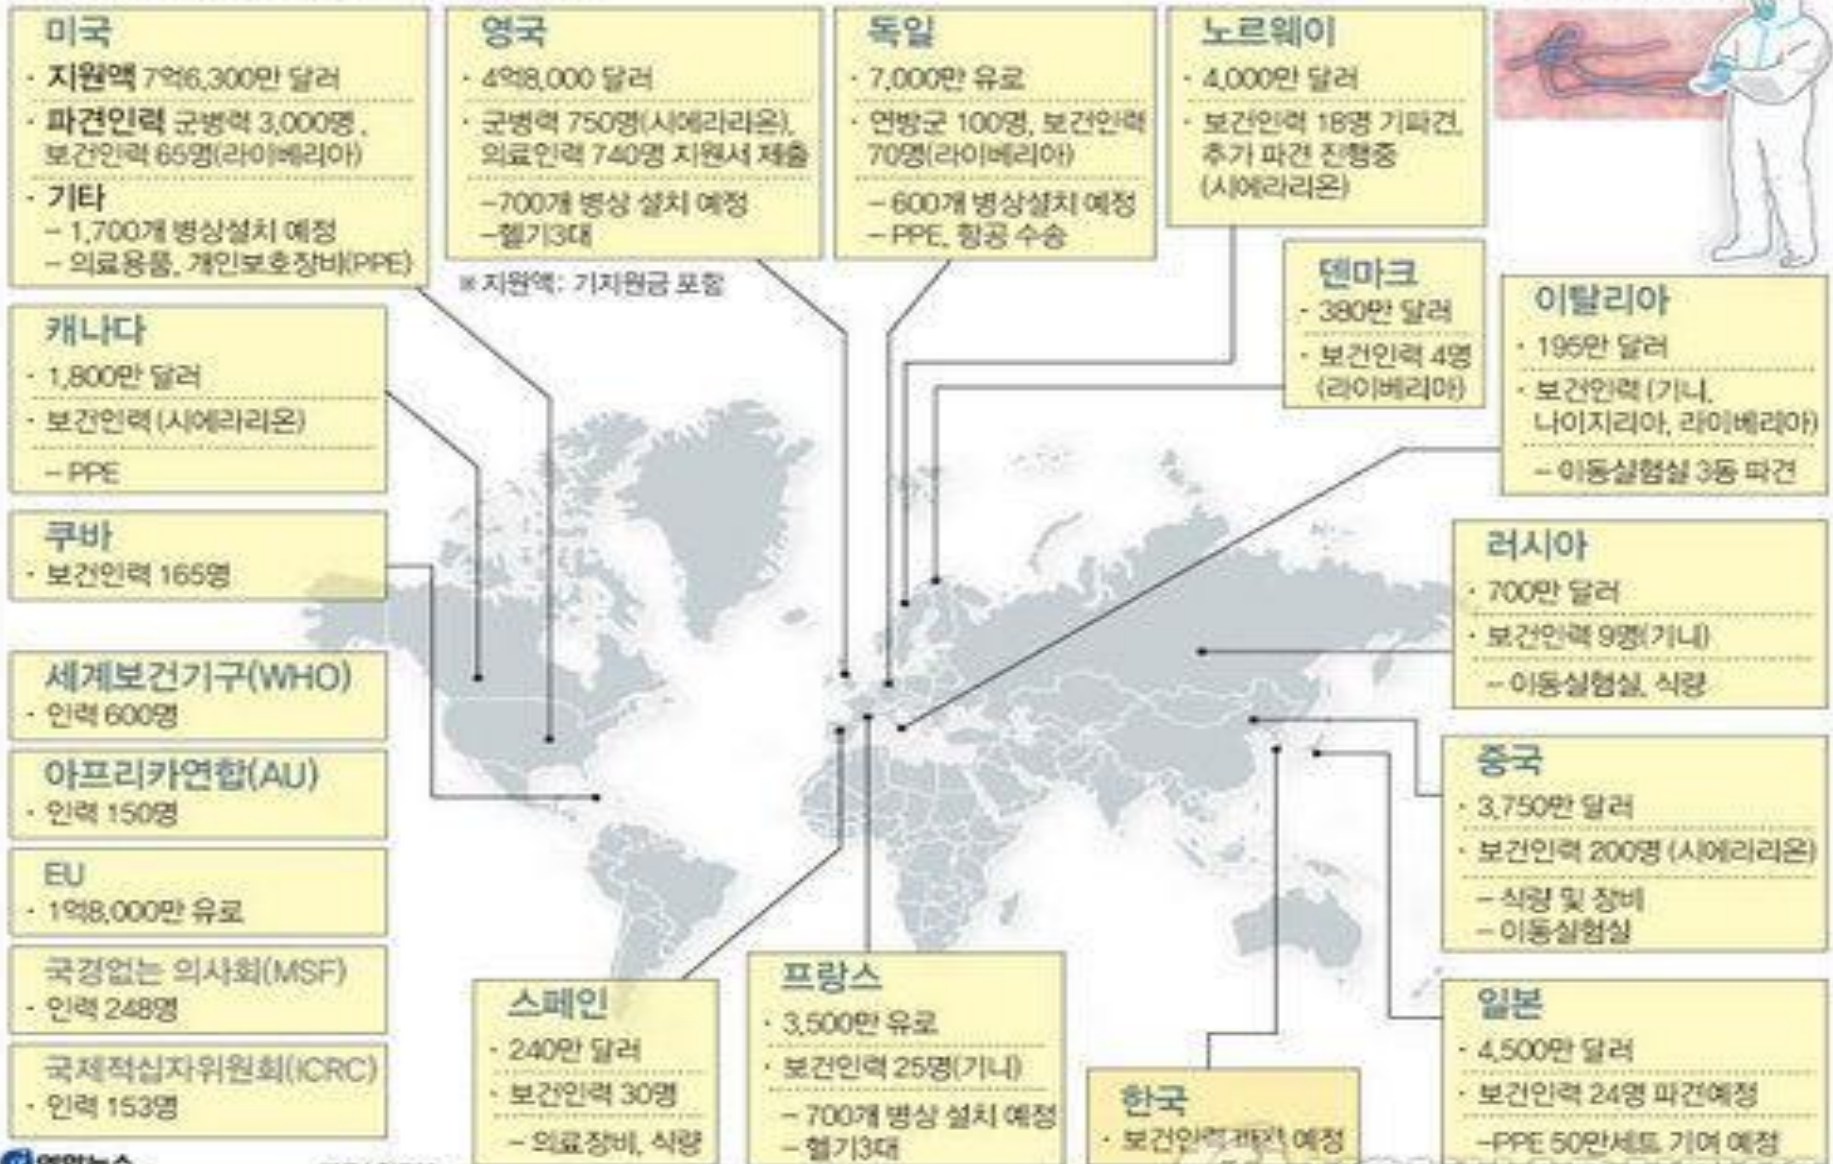 미국
· 지원액 7억6,300만 달러
· 파견인력 군병력 3,000명,
보건인력 65명(라이베리아)
· 기타
- 1,700개 병상설치 예정
- 의료용품, 개인보호장비(PPE)
영국
· 4억8,000 달러
· 군병력 750명(시에라리온),
의료인력 740명 지원서 제출
-700개 병상 설치 예정
-헬기3대
※ 지원액: 기지원금 포함
독일
· 7,000만 유로
· 연방군 100명, 보건인력
70명(라이베리아)
- 600개 병상설치 예정
- PPE, 항공 수송
노르웨이
· 4,000만 달러
· 보건인력 18명 기파견,
추가 파견 진행중
(시에라리온)
덴마크
· 380만 달러
· 보건인력 4명
(라이베리아)
이탈리아
· 195만 달러
· 보건인력 (기니,
나이지리아, 라이베리아)
- 이동실험실 3동 파견
캐나다
· 1,800만 달러
· 보건인력 (시에라리온)
- PPE
쿠바
· 보건인력 165명
러시아
· 700만 달러
· 보건인력 9명(기니)
- 이동실험실, 식량
세계보건기구(WHO)
· 인력 600명
아프리카연합(AU)
· 인력 150명
EU
· 1억8,000만 유로
국경없는 의사회(MSF)
· 인력 248명
국제적십자위원회(ICRC)
· 인력 153명
중국
· 3,750만 달러
· 보건인력 200명 (시에라리온)
- 식량 및 장비
- 이동실험실
스페인
· 240만 달러
· 보건인력 30명
- 의료장비, 식량
프랑스
· 3,500만 유로
· 보건인력 25명(기니)
- 700개 병상 설치 예정
- 헬기3대
한국
· 보건인력 파견 예정
일본
· 4,500만 달러
· 보건인력 24명 파견예정
-PPE 50만세트 기여 예정